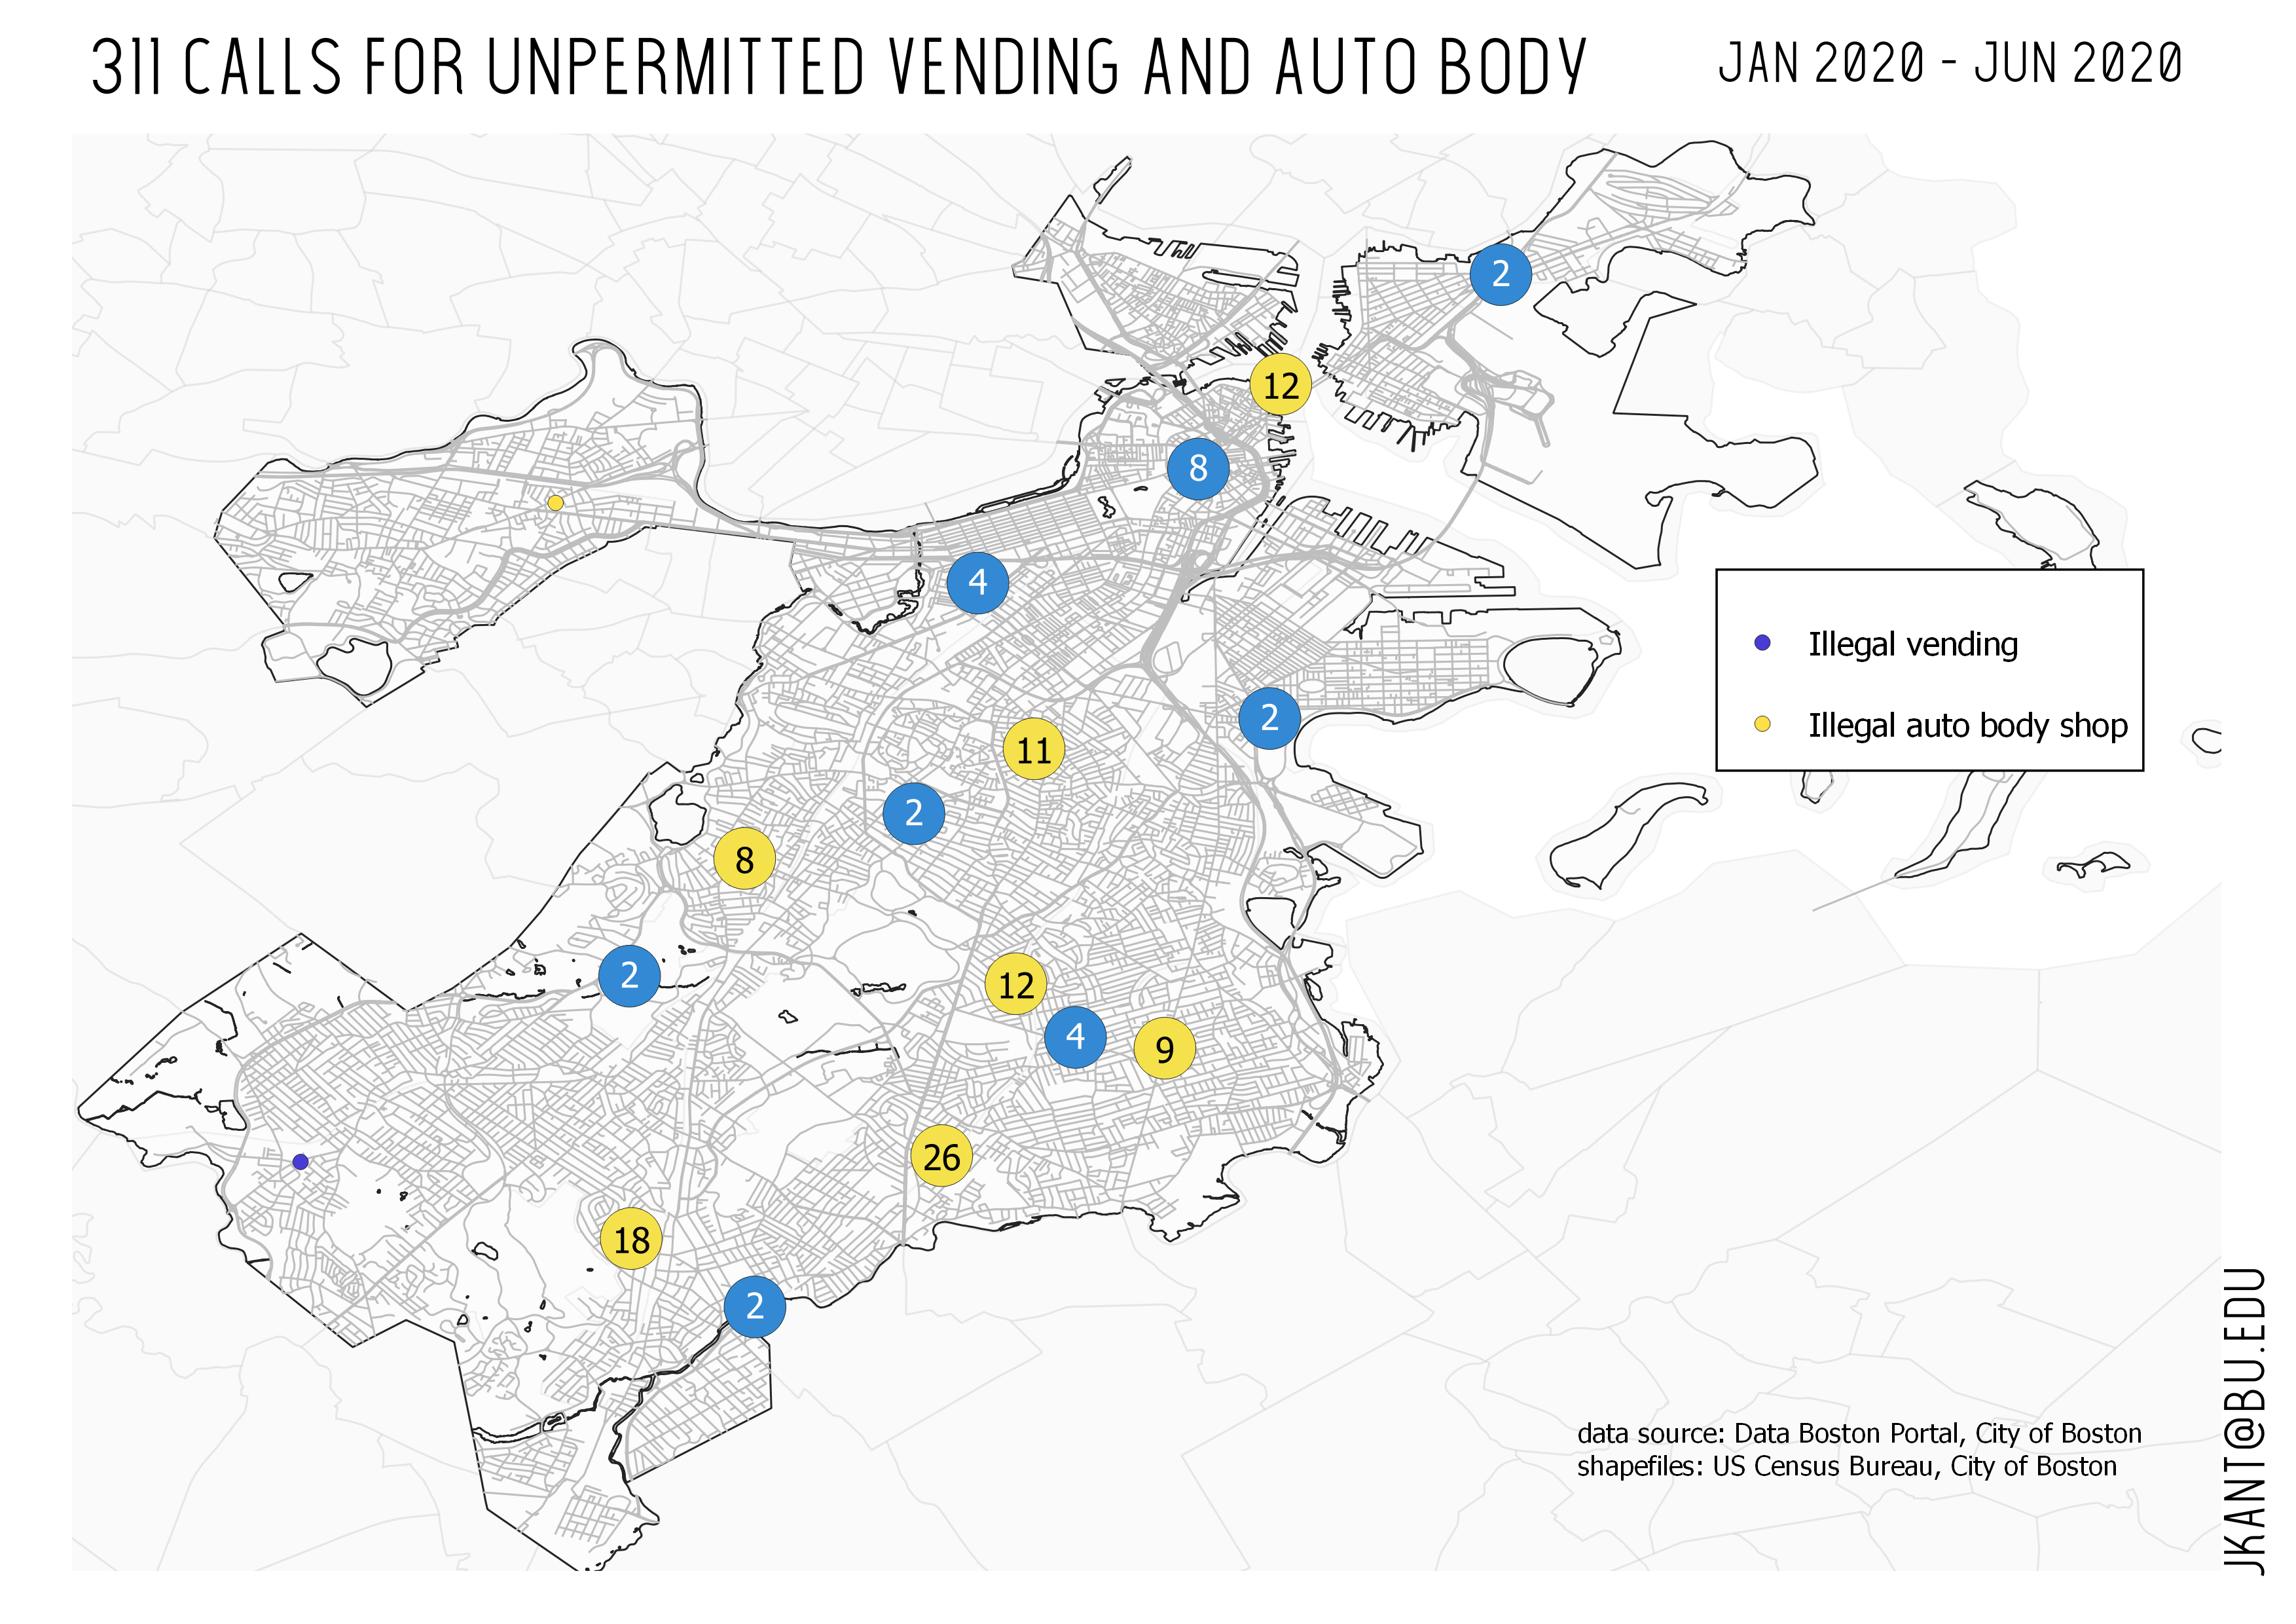 311 CALLS FOR UNPERMITTED VENDING AND AUTO BODY
JAN 2020 - JUN 2020
2
12
8
4
2
11
2
8
2
12
4
9
26
18
2
Illegal vending
Illegal auto body shop
data source: Data Boston Portal, City of Boston
shapefiles: US Census Bureau, City of Boston
JKANT@BU.EDU